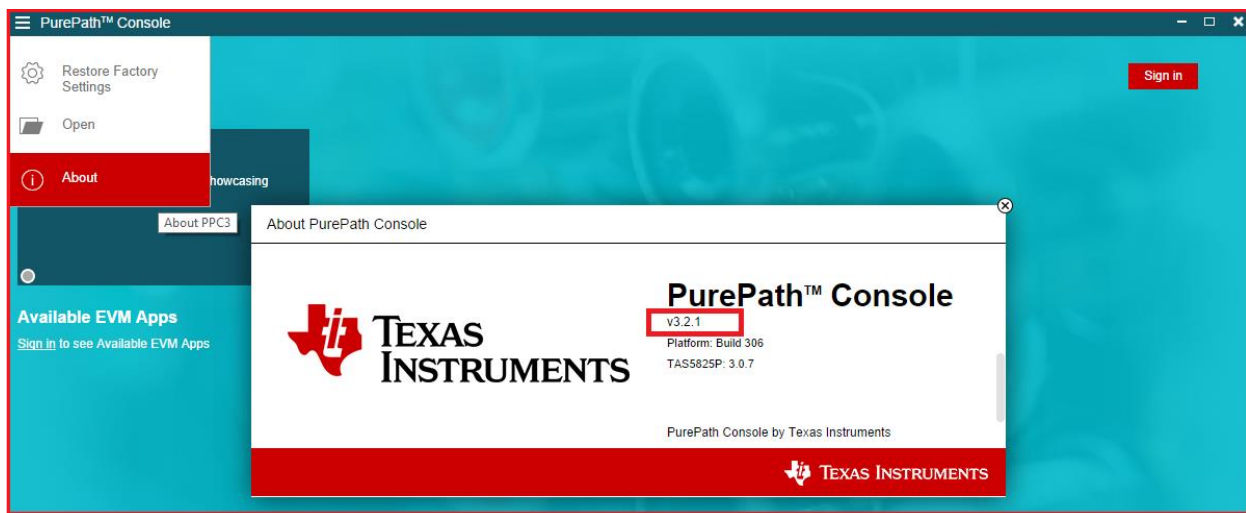 PurePath™ Console
Restore Factory
Settings
Open
About
howcasing
About PPC3
Sign in
Available EVM Apps
Sign in to see Available EVM Apps
About PurePath Console
TEXAS
INSTRUMENTS
PurePath™ Console
v3.2.1
Platform: Build 306
TAS5825P: 3.0.7
PurePath Console by Texas Instruments
TEXAS INSTRUMENTS